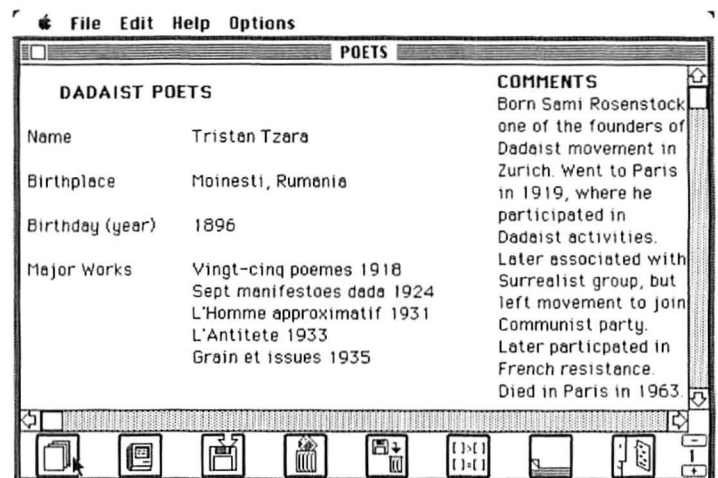 File Edit Help Options
POETS
DADAIST POETS
Name Tristan Tzara
Birthplace Moinesti, Rumania
Birthday (year) 1896
Major Works Vingt-cinq poemes 1918
Sept manifestoes dada 1924
L'Homme approximatif 1931
L'Antitete 1933
Grain et issues 1935
COMMENTS
Born Sami Rosenstock
one of the founders of
Dadaist movement in
Zurich. Went to Paris
in 1919, where he
participated in
Dadaist activities.
Later associated with
Surrealist group, but
left movement to join
Communist party.
Later particpated in
French resistance.
Died in Paris in 1963.
[ ]>[ ]
[ ]=[ ]
1